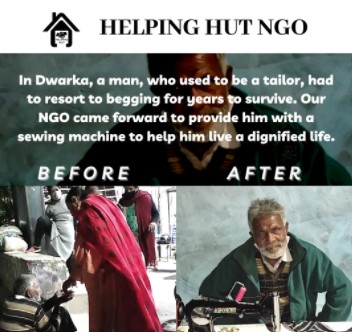 HELPING HUT NGO
In Dwarka, a man, who used to be a tailor, had
to resort to begging for years to survive. Our
NGO came forward to provide him with a
sewing machine to help him live a dignified life.
BEFORE
AFTER